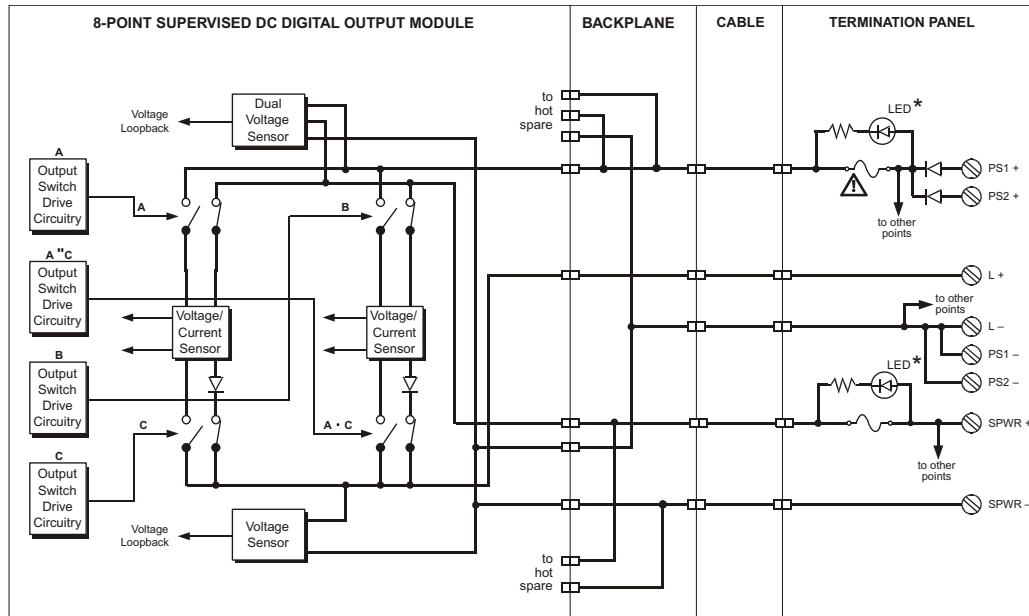 8-POINT SUPERVISED DC DIGITAL OUTPUT MODULE
BACKPLANE
CABLE
TERMINATION PANEL
Voltage
Loopback
Dual
Voltage
Sensor
to
hot
spare
LED*
PS1 +
PS2 +
to other
points
A
Output
Switch
Drive
Circuitry
A
B
A "C
Output
Switch
Drive
Circuitry
Voltage/
Current
Sensor
Voltage/
Current
Sensor
L +
to other
points
L –
PS1 –
PS2 –
B
Output
Switch
Drive
Circuitry
LED*
C
A · C
SPWR +
to other
points
C
Output
Switch
Drive
Circuitry
Voltage
Loopback
Voltage
Sensor
SPWR –
to
hot
spare